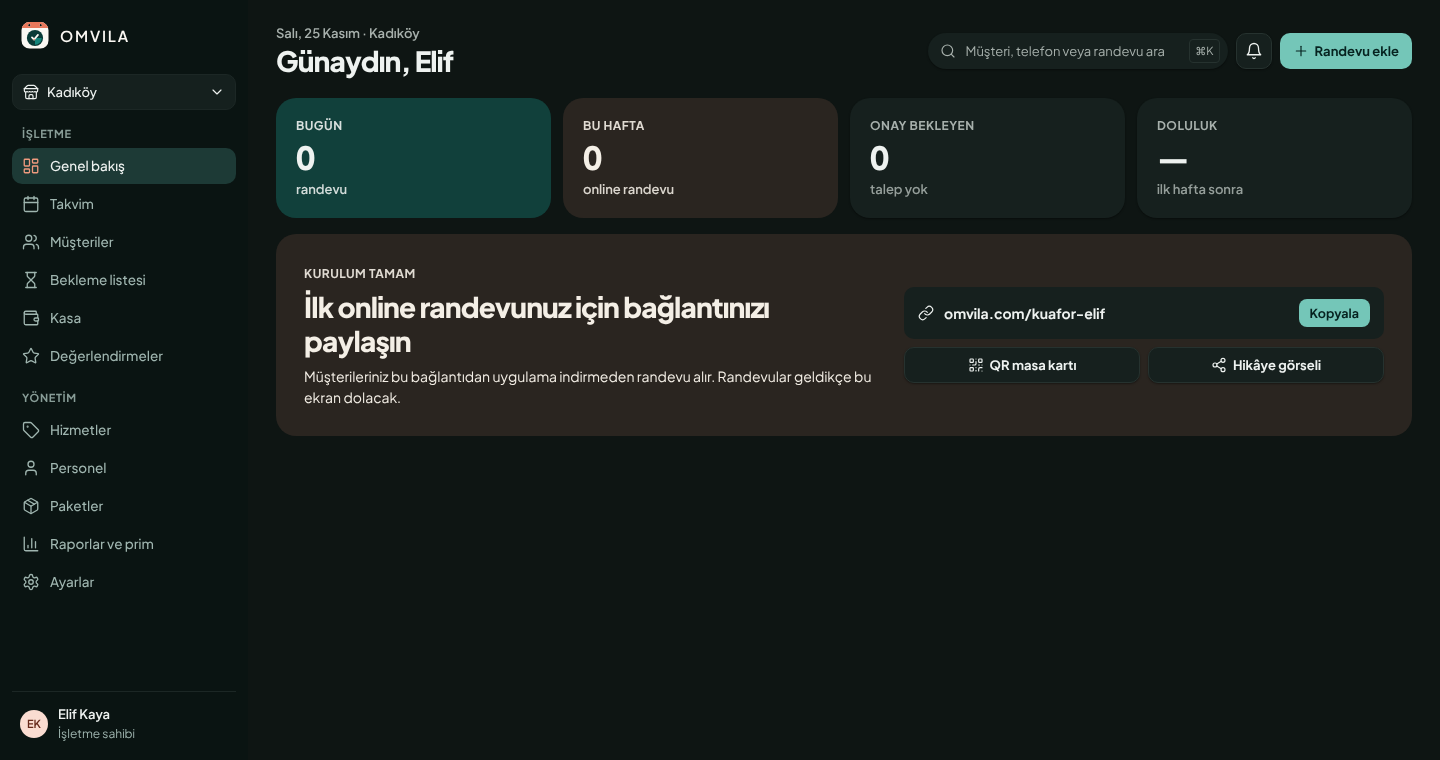 OMVILA
Kadıköy
İŞLETME
Genel bakış
Takvim
Müşteriler
Bekleme listesi
Kasa
Değerlendirmeler
YÖNETİM
Hizmetler
Personel
Paketler
Raporlar ve prim
Ayarlar
EK
Elif Kaya
İşletme sahibi
Salı, 25 Kasım · Kadıköy
Günaydın, Elif
Müşteri, telefon veya randevu ara
⌘K
Randevu ekle
BUGÜN
0
randevu
BU HAFTA
0
online randevu
ONAY BEKLEYEN
0
talep yok
DOLULUK
—
ilk hafta sonra
KURULUM TAMAM
İlk online randevunuz için bağlantınızı
paylaşın
Müşterileriniz bu bağlantıdan uygulama indirmeden randevu alır. Randevular geldikçe bu
ekran dolacak.
omvila.com/kuafor-elif
Kopyala
QR masa kartı
Hikâye görseli